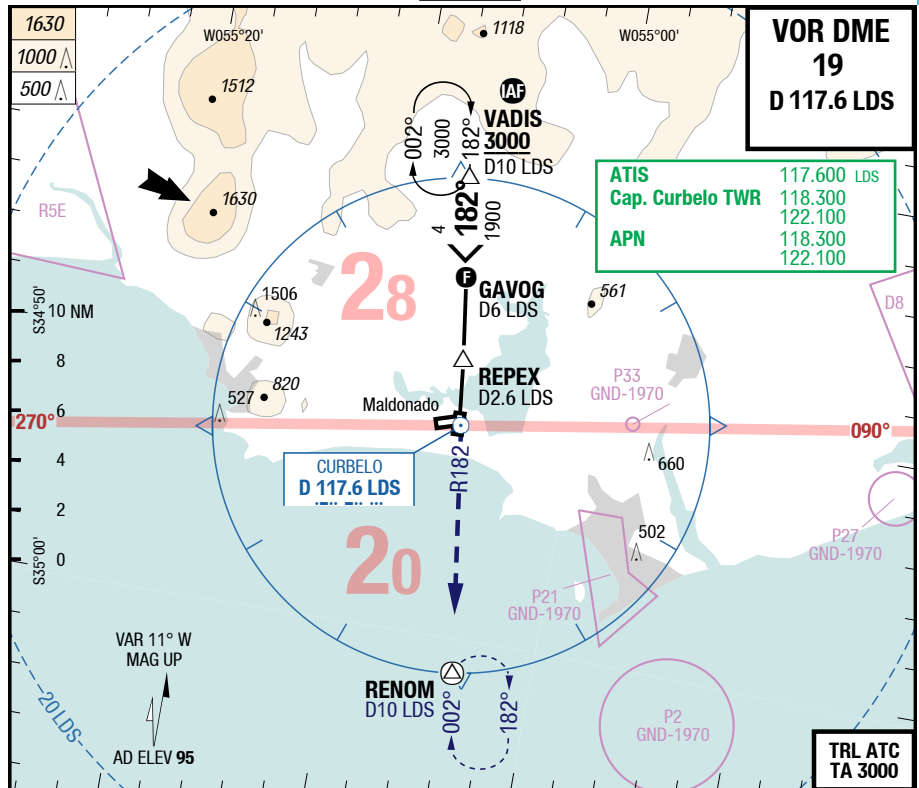 1630
1000
500
W055°20'
1118
W055°00'
VOR DME
19
D 117.6 LDS
1512
IAF
VADIS
3000
D10 LDS
002°
3000
182°
R5E
1630
4
182°
1900
ATIS 117.600 LDS
Cap. Curbelo TWR 118.300
122.100
APN 118.300
122.100
28
F
GAVOG
D6 LDS
561
D8
S34°50'
10 NM
1506
1243
8
REPEX
D2.6 LDS
P33
GND-1970
820
527
Maldonado
6
270°
090°
4
CURBELO
D 117.6 LDS
R182
660
2
20
502
P27
GND-1970
S35°00'
0
P21
GND-1970
VAR 11° W
MAG UP
RENOM
D10 LDS
002°
182°
20 LDS
P2
GND-1970
AD ELEV 95
TRL ATC
TA 3000